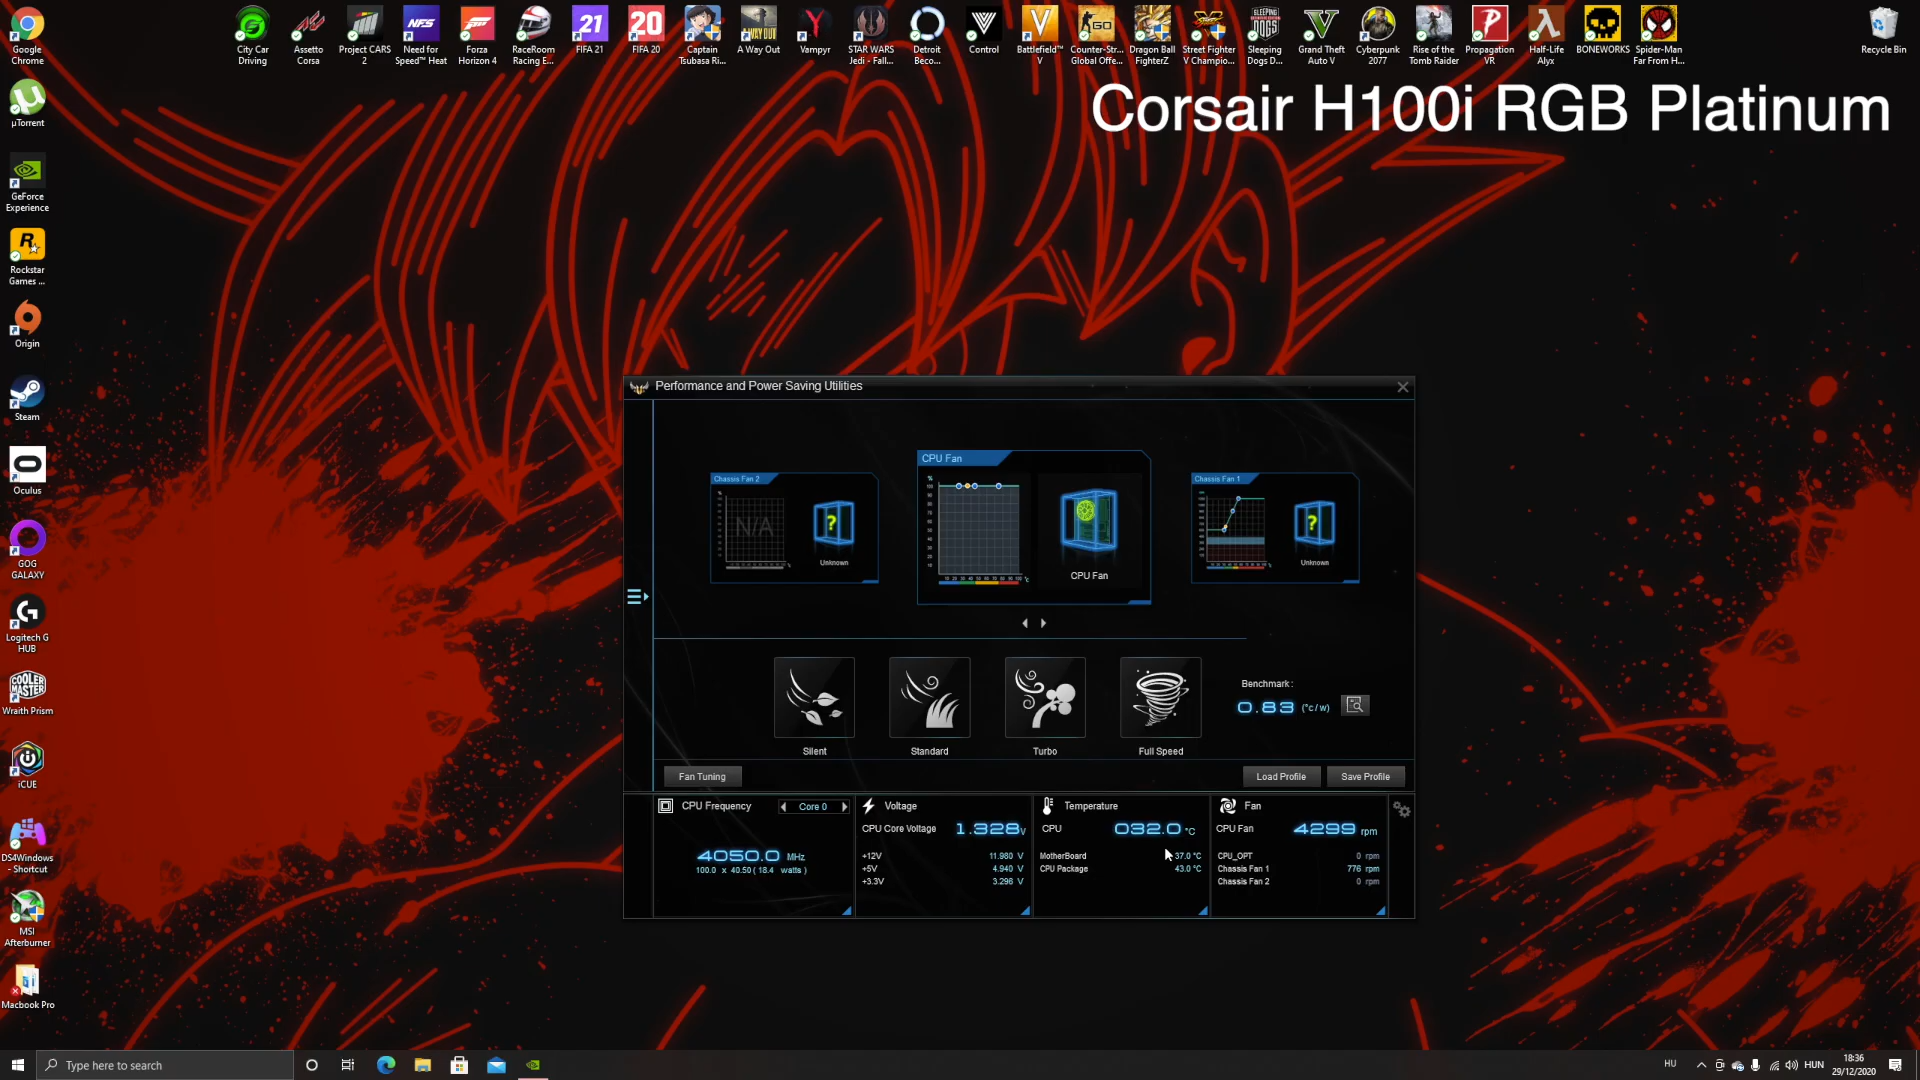 Google
Chrome
City Car
Driving
Assetto
Corsa
Project CARS
2
Need for
Speed™ Heat
Forza
Horizon 4
RaceRoom
Racing E...
FIFA 21
FIFA 20
Captain
Tsubasa Ri...
A Way Out
Vampyr
STAR WARS
Jedi - Fall...
Detroit
Beco...
Control
Battlefield™
V
Counter-Str...
Global Offe...
Dragon Ball
FighterZ
Street Fighter
V Champio...
Sleeping
Dogs D...
Grand Theft
Auto V
Cyberpunk
2077
Rise of the
Tomb Raider
Propagation
VR
Half-Life
Alyx
BONEWORKS
Spider-Man
Far From H...
Recycle Bin
Corsair H100i RGB Platinum
µTorrent
GeForce
Experience
Rockstar
Games ...
Origin
Steam
Oculus
GOG
GALAXY
Logitech G
HUB
COOLER
MASTER
Wraith Prism
iCUE
DS4Windows
- Shortcut
MSI
Afterburner
Macbook Pro
Performance and Power Saving Utilities
Chassis Fan 2
N/A
Unknown
CPU Fan
CPU Fan
Chassis Fan 1
Unknown
Silent
Standard
Turbo
Full Speed
Benchmark :
0.83 (°c/w)
Fan Tuning
Load Profile
Save Profile
CPU Frequency
Core 0
4050.0 MHz
100.0 x 40.50 ( 18.4 watts )
Voltage
CPU Core Voltage 1.328V
+12V 11.980 V
+5V 4.940 V
+3.3V 3.296 V
Temperature
CPU 032.0 °C
MotherBoard 37.0 °C
CPU Package 43.0 °C
Fan
CPU Fan 4299 rpm
CPU_OPT 0 rpm
Chassis Fan 1 776 rpm
Chassis Fan 2 0 rpm
Type here to search
HU
HUN
18:36
29/12/2020